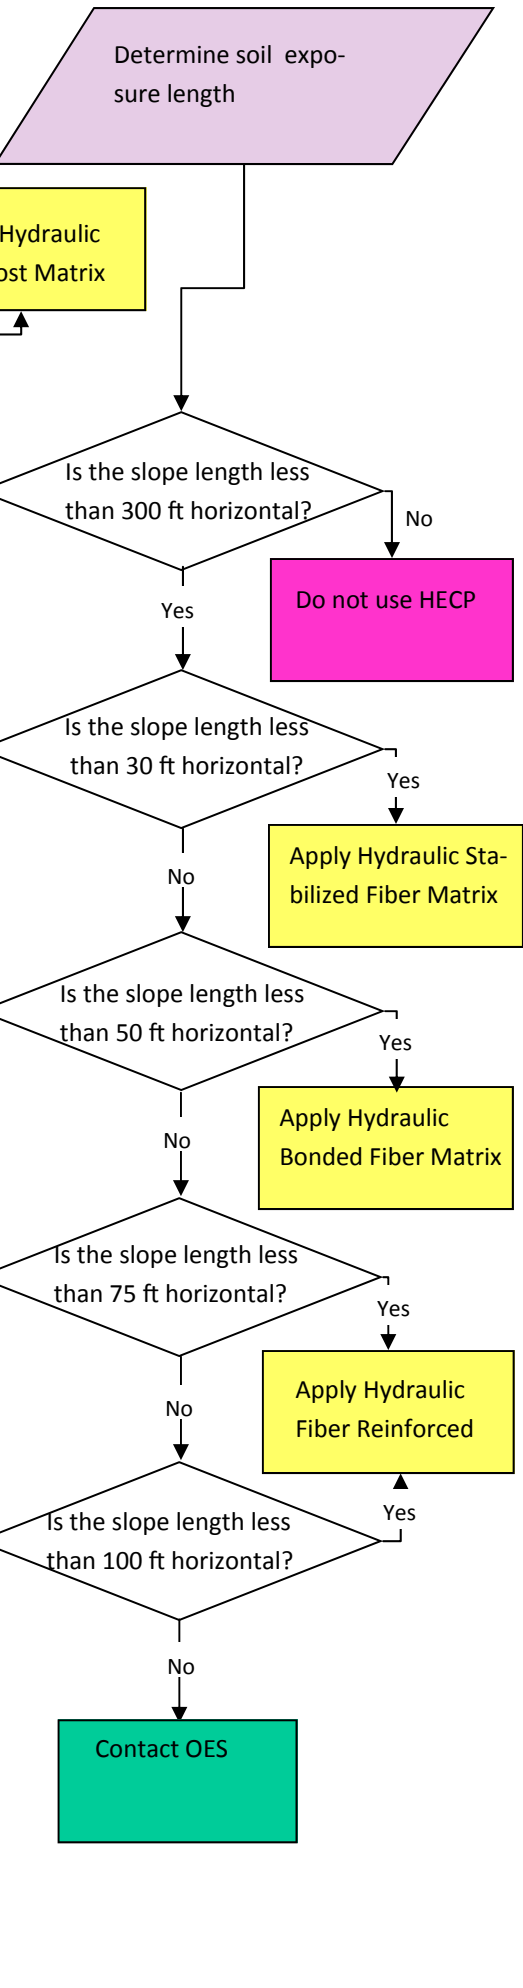 Determine soil expo-
sure length
Hydraulic
ost Matrix
Is the slope length less
than 300 ft horizontal?
No
Do not use HECP
Yes
Is the slope length less
than 30 ft horizontal?
Yes
Apply Hydraulic Sta-
bilized Fiber Matrix
No
Is the slope length less
than 50 ft horizontal?
Yes
Apply Hydraulic
Bonded Fiber Matrix
No
Is the slope length less
than 75 ft horizontal?
Yes
Apply Hydraulic
Fiber Reinforced
No
Yes
Is the slope length less
than 100 ft horizontal?
No
Contact OES